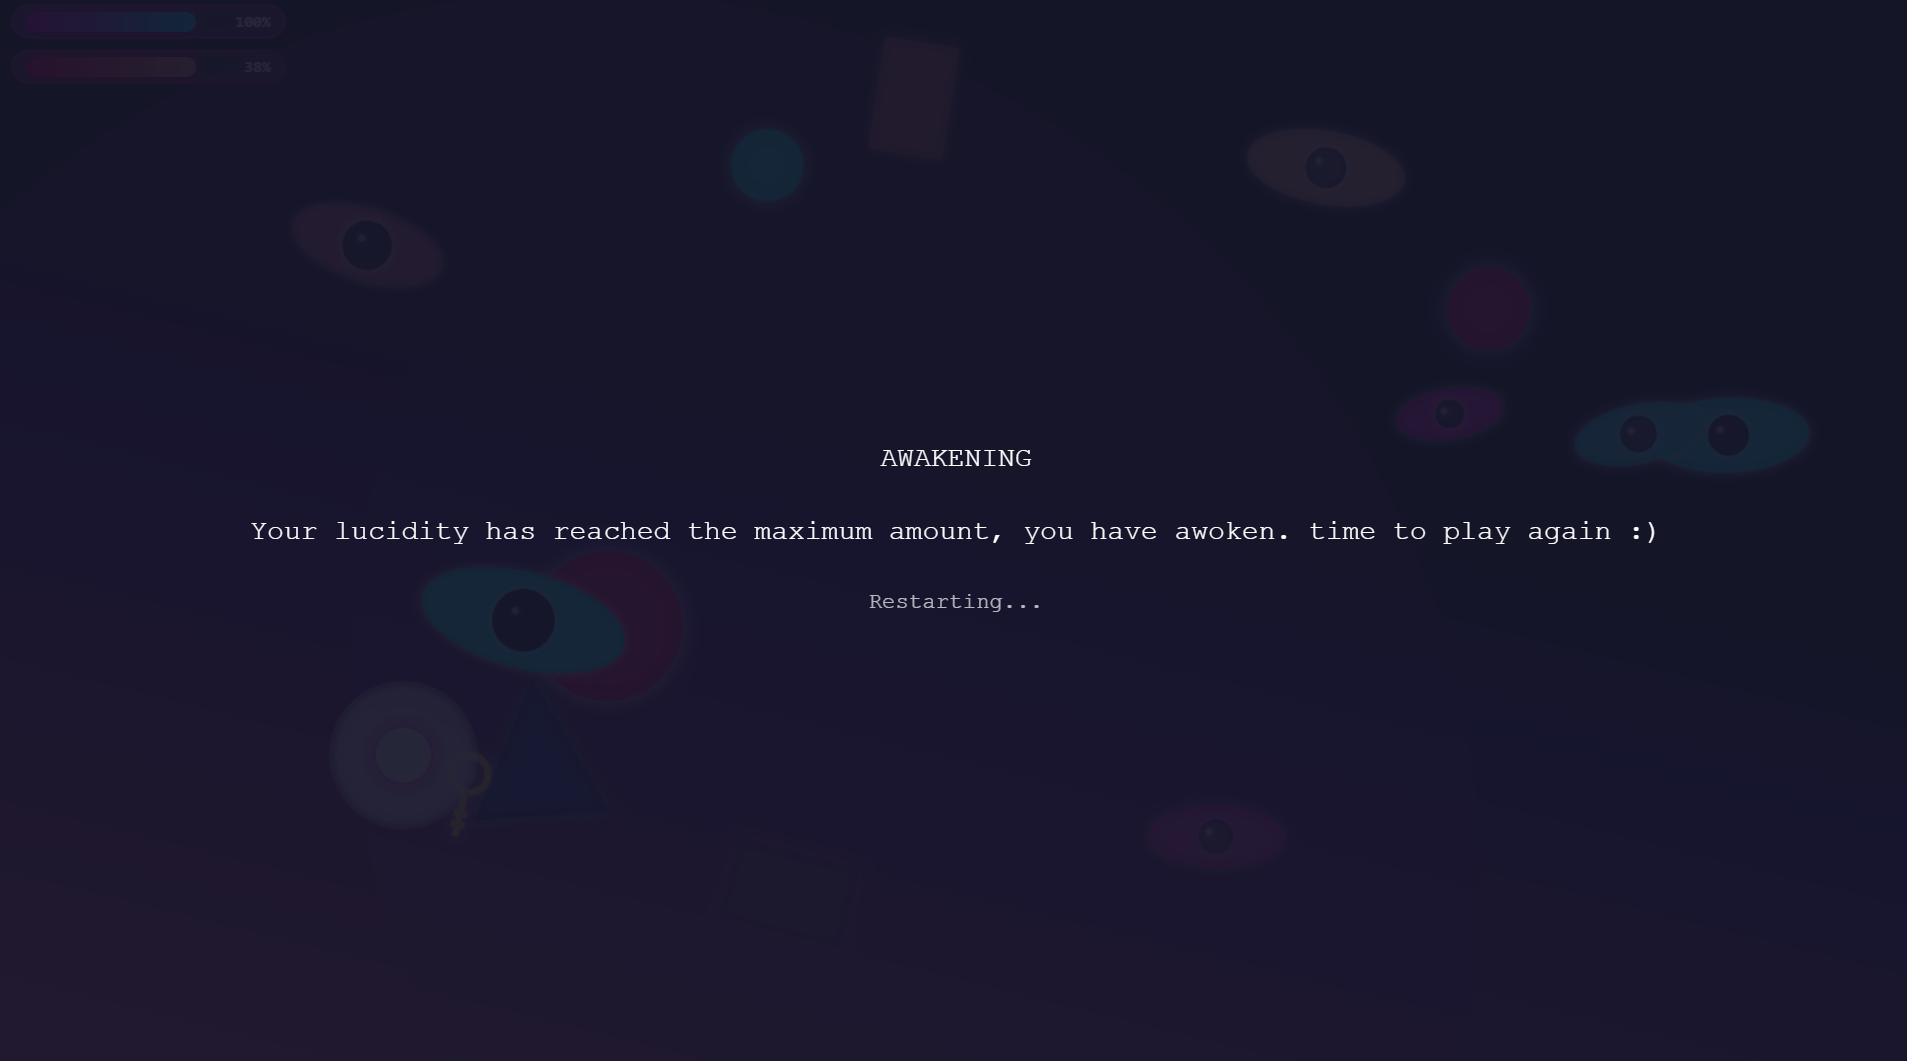 100%
38%
AWAKENING
Your lucidity has reached the maximum amount, you have awoken. time to play again :)
Restarting...